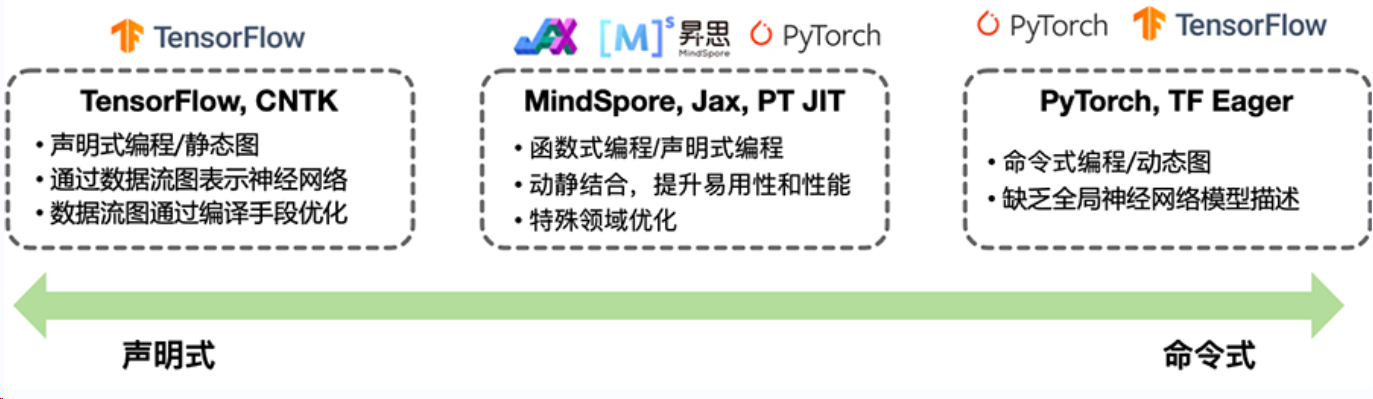 TensorFlow
JAX [M]s 昇思 MindSpore PyTorch
PyTorch TensorFlow
TensorFlow, CNTK
• 声明式编程/静态图
• 通过数据流图表示神经网络
• 数据流图通过编译手段优化
MindSpore, Jax, PT JIT
• 函数式编程/声明式编程
• 动静结合，提升易用性和性能
• 特殊领域优化
PyTorch, TF Eager
• 命令式编程/动态图
• 缺乏全局神经网络模型描述
声明式
命令式